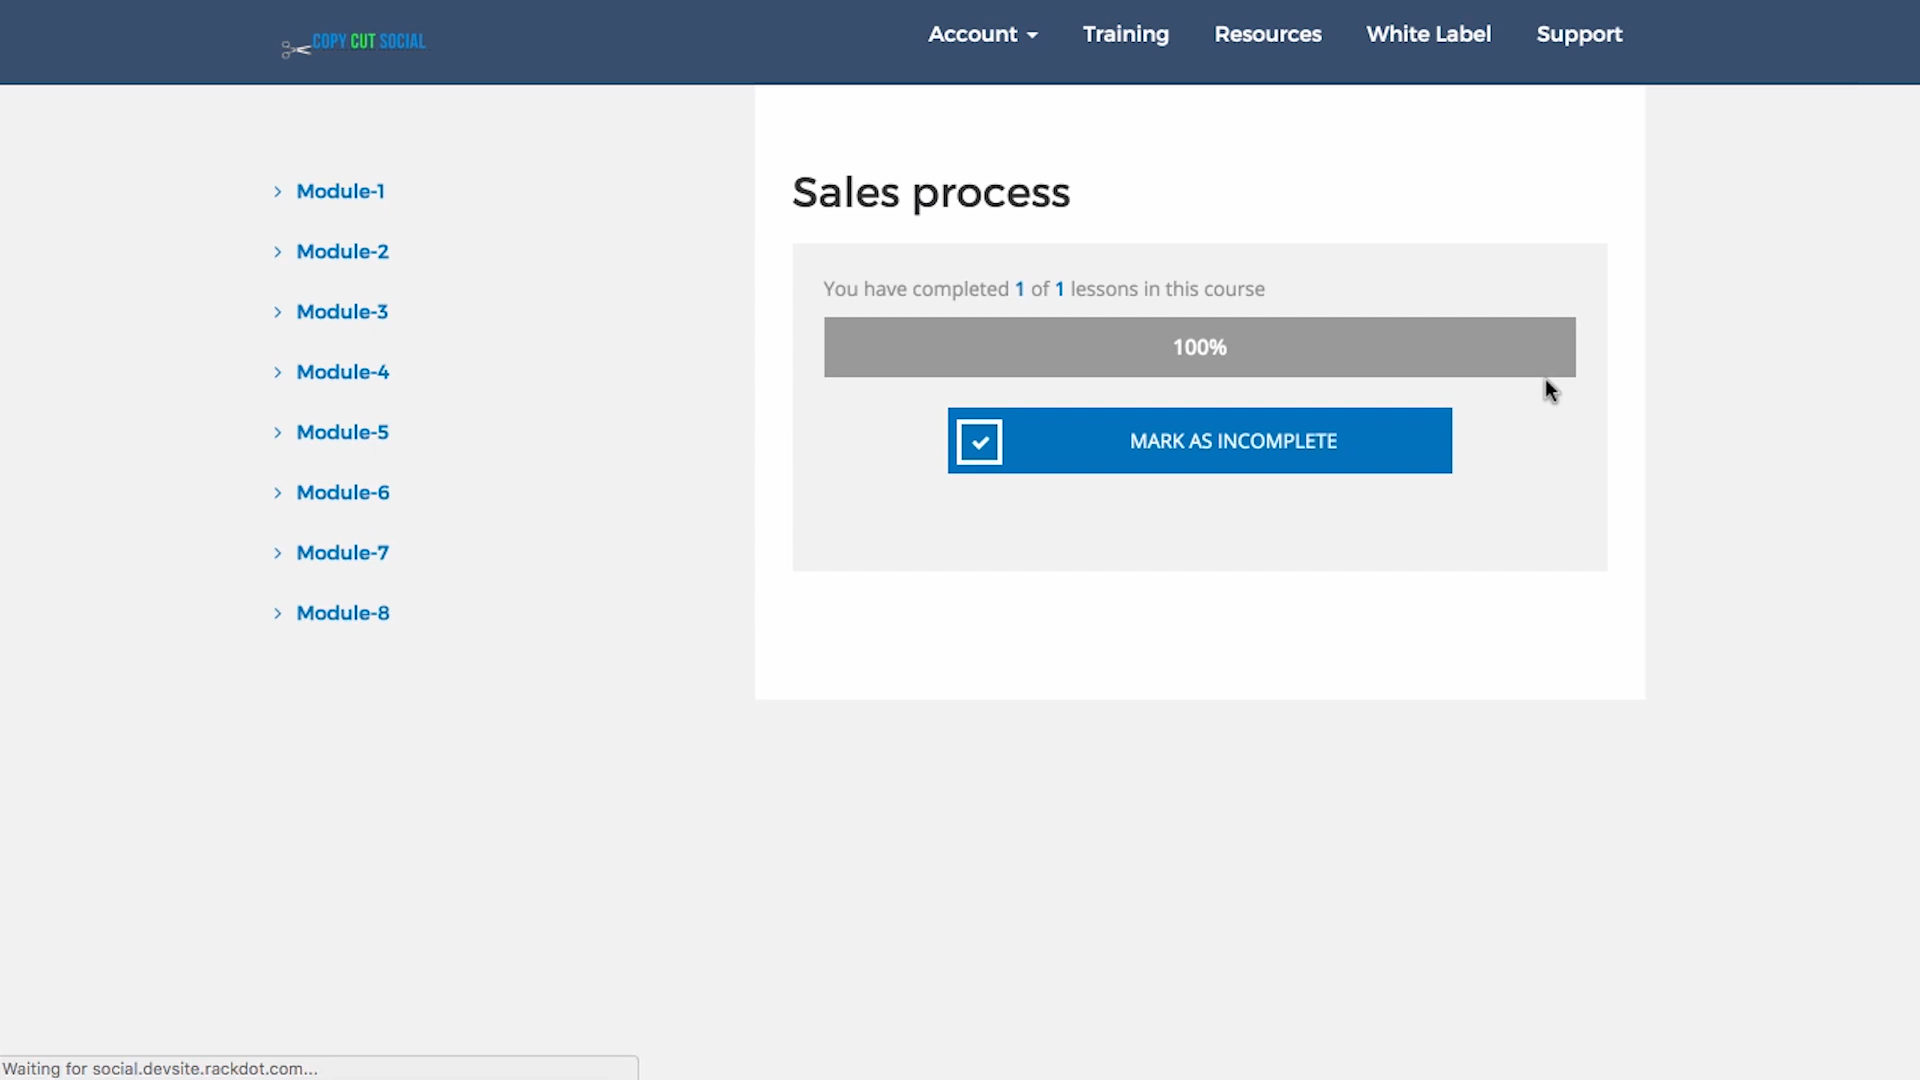 COPY CUT SOCIAL
Account
Training
Resources
White Label
Support
Module-1
Module-2
Module-3
Module-4
Module-5
Module-6
Module-7
Module-8
Sales process
You have completed 1 of 1 lessons in this course
100%
MARK AS INCOMPLETE
Waiting for social.devsite.rackdot.com...